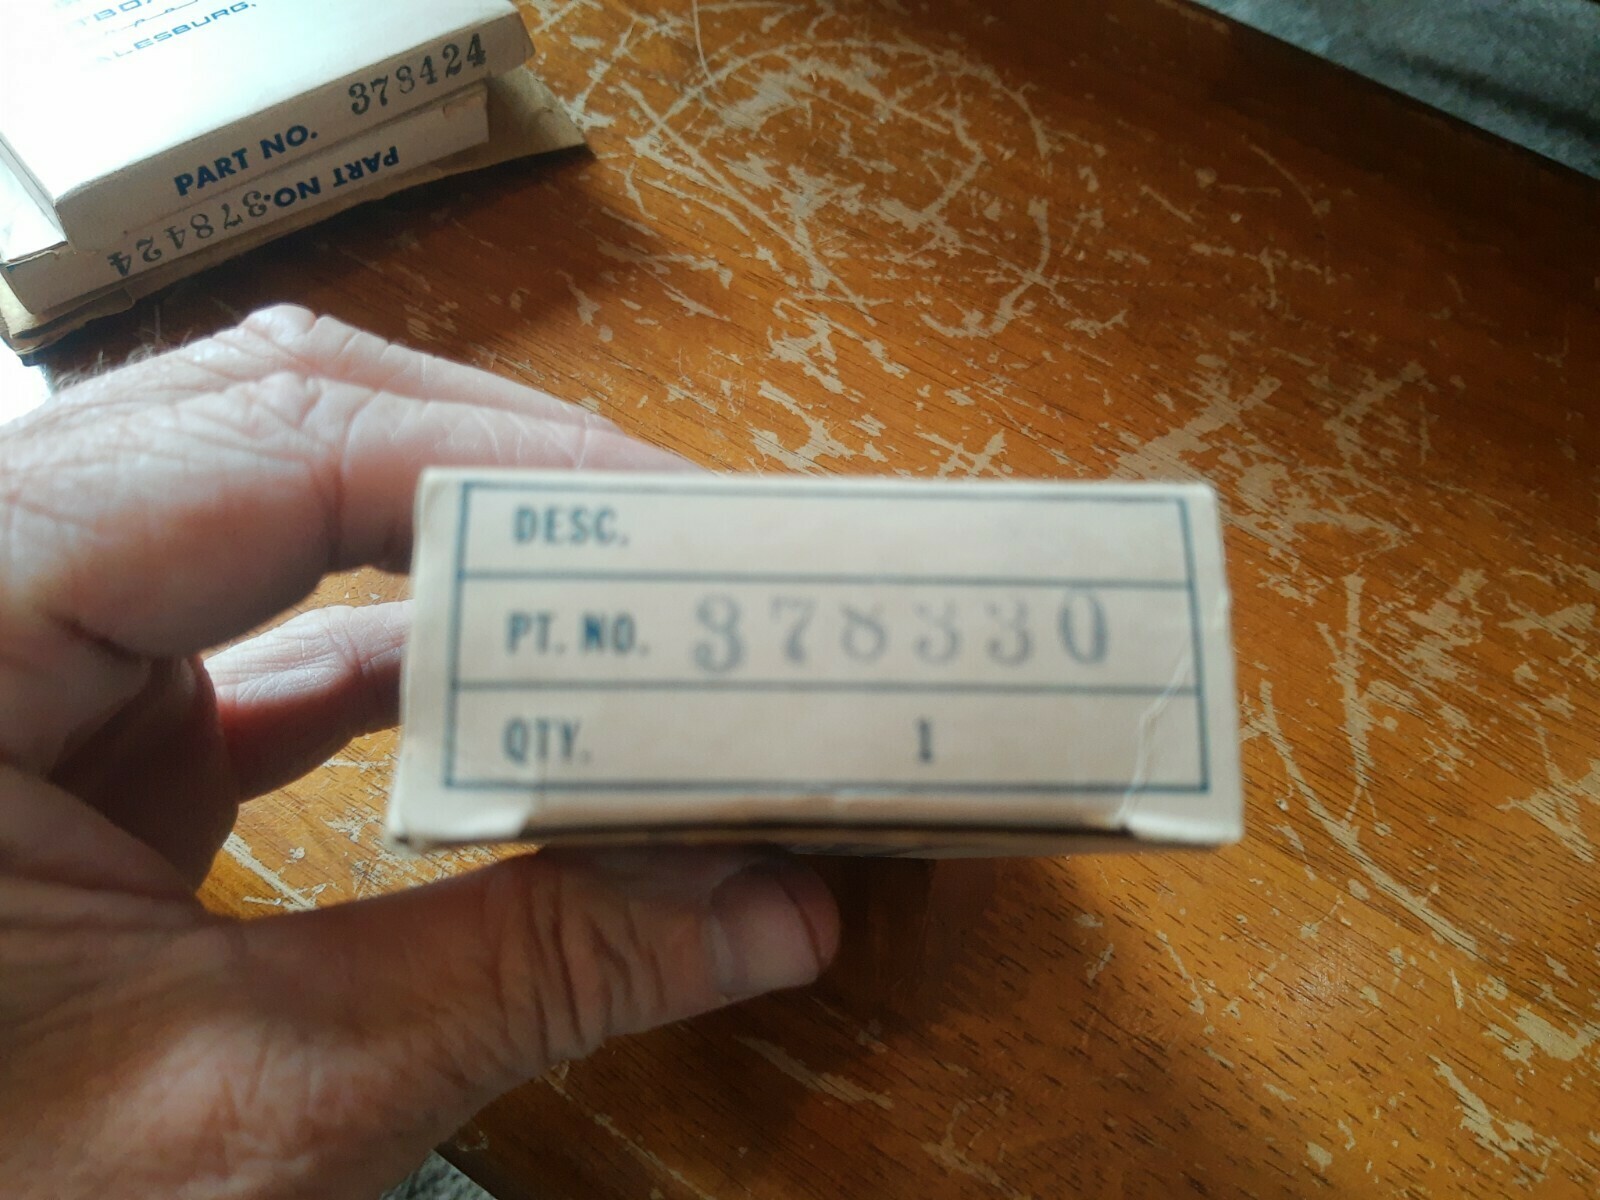 PART NO. 378424
PART NO. 378424
DESC.
PT. NO. 378330
QTY. 1